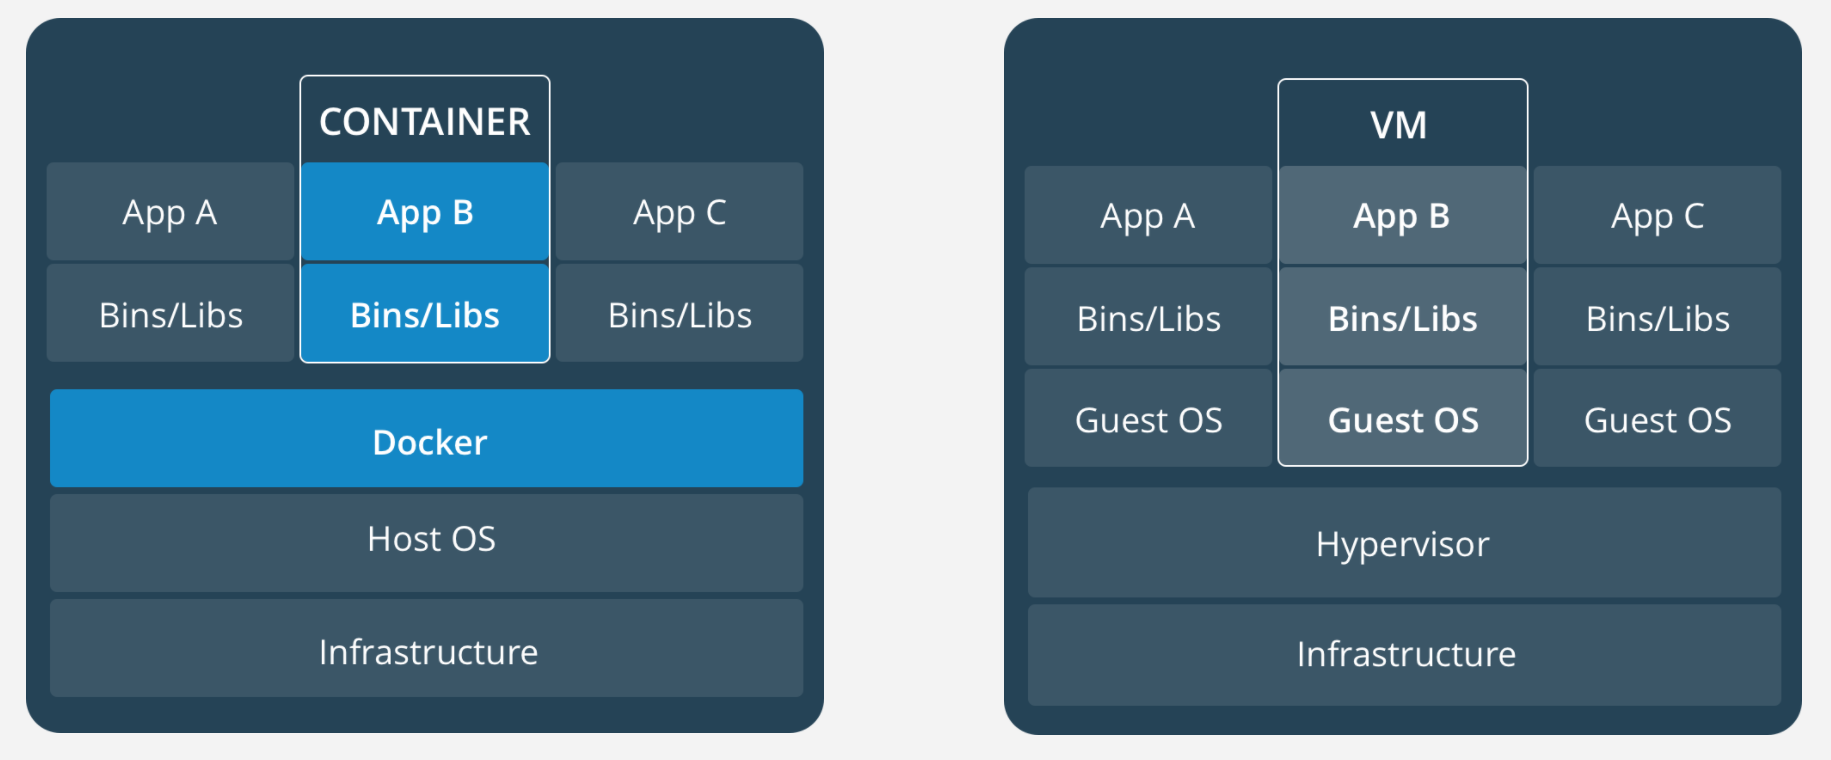 CONTAINER
App A
App B
App C
Bins/Libs
Bins/Libs
Bins/Libs
Docker
Host OS
Infrastructure
VM
App A
App B
App C
Bins/Libs
Bins/Libs
Bins/Libs
Guest OS
Guest OS
Guest OS
Hypervisor
Infrastructure